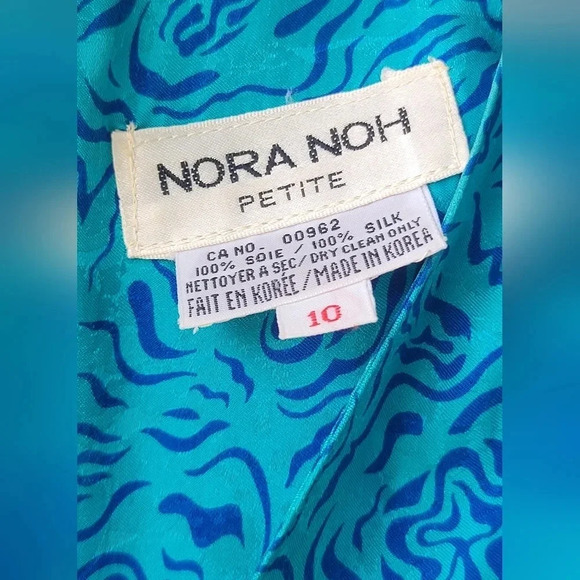 NORA NOH
PETITE
CA NO. 00962
100% SOIE / 100% SILK
NETTOYER A SEC / DRY CLEAN ONLY
FAIT EN KORÉE / MADE IN KOREA
10